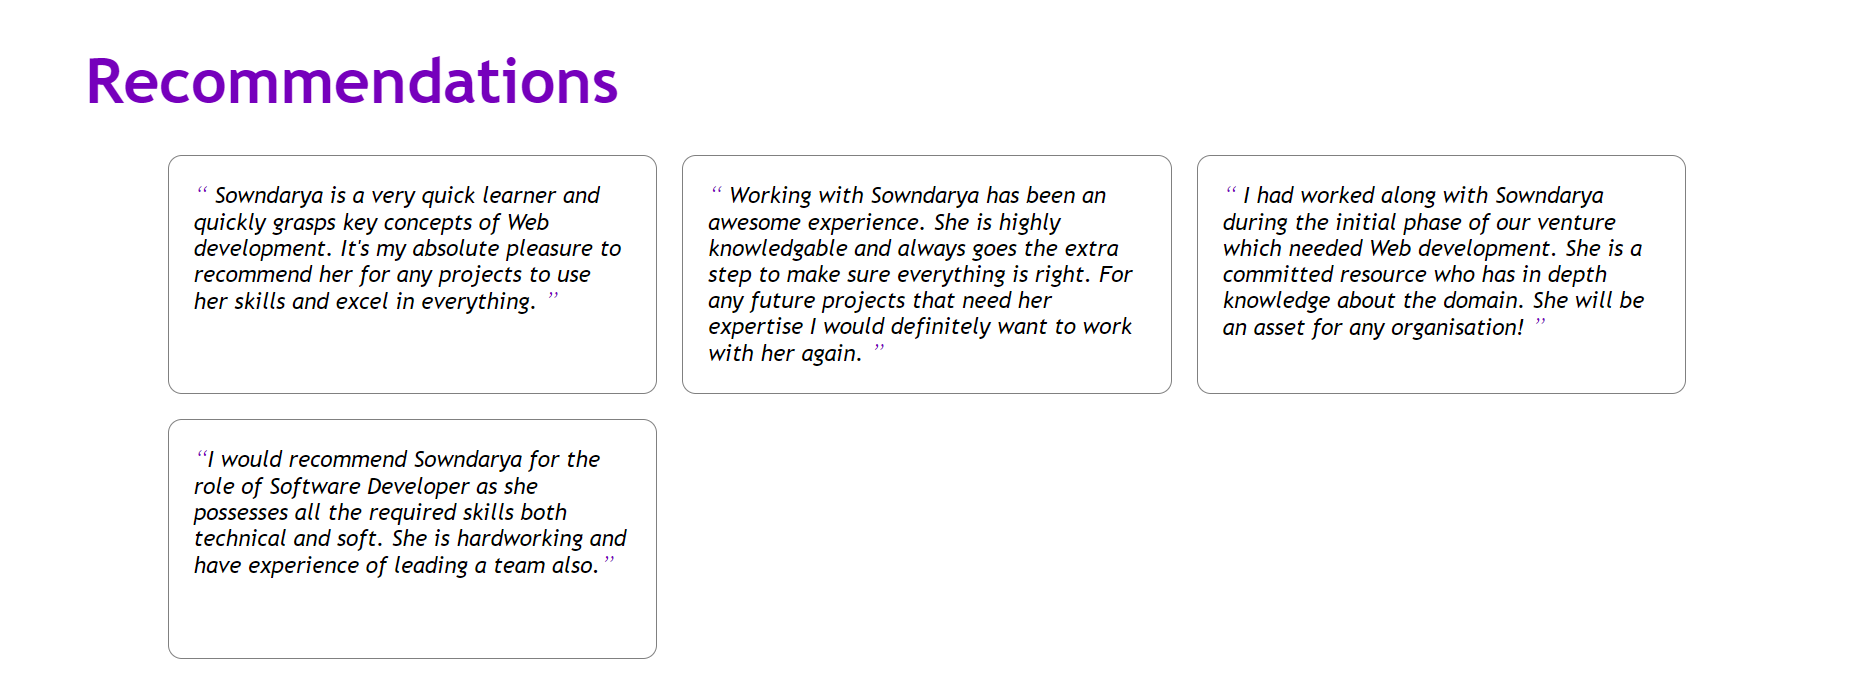 Recommendations
“ Sowndarya is a very quick learner and
quickly grasps key concepts of Web
development. It's my absolute pleasure to
recommend her for any projects to use
her skills and excel in everything. ”
“ Working with Sowndarya has been an
awesome experience. She is highly
knowledgable and always goes the extra
step to make sure everything is right. For
any future projects that need her
expertise I would definitely want to work
with her again. ”
“ I had worked along with Sowndarya
during the initial phase of our venture
which needed Web development. She is a
committed resource who has in depth
knowledge about the domain. She will be
an asset for any organisation! ”
“I would recommend Sowndarya for the
role of Software Developer as she
possesses all the required skills both
technical and soft. She is hardworking and
have experience of leading a team also.”